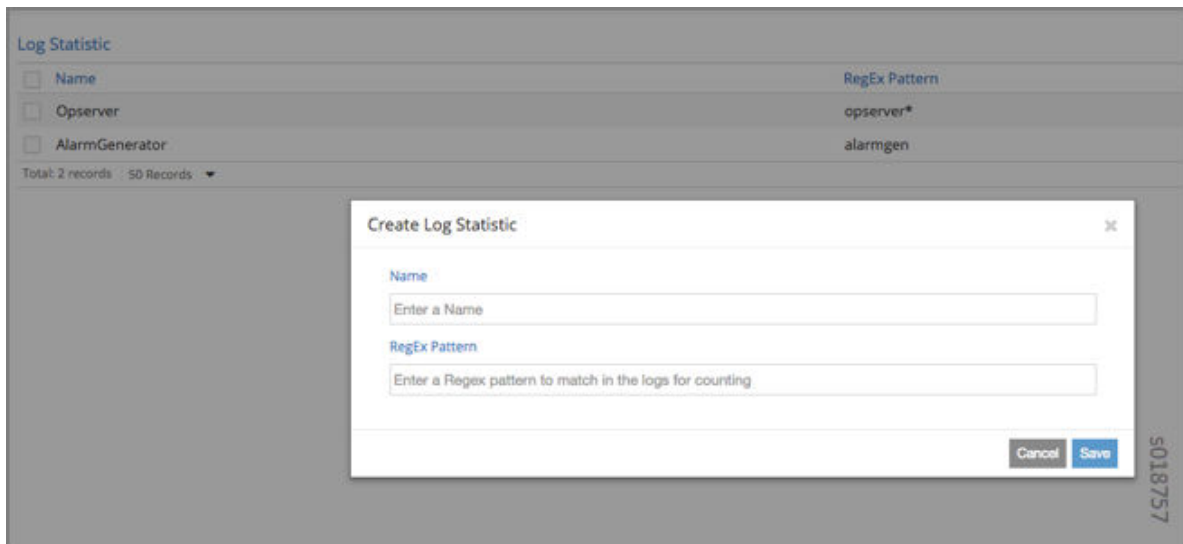 Log Statistic
Name RegEx Pattern
Opserver opserver*
AlarmGenerator alarmgen
Total: 2 records 50 Records
Create Log Statistic
Name
Enter a Name
RegEx Pattern
Enter a Regex pattern to match in the logs for counting
Cancel Save
s018757